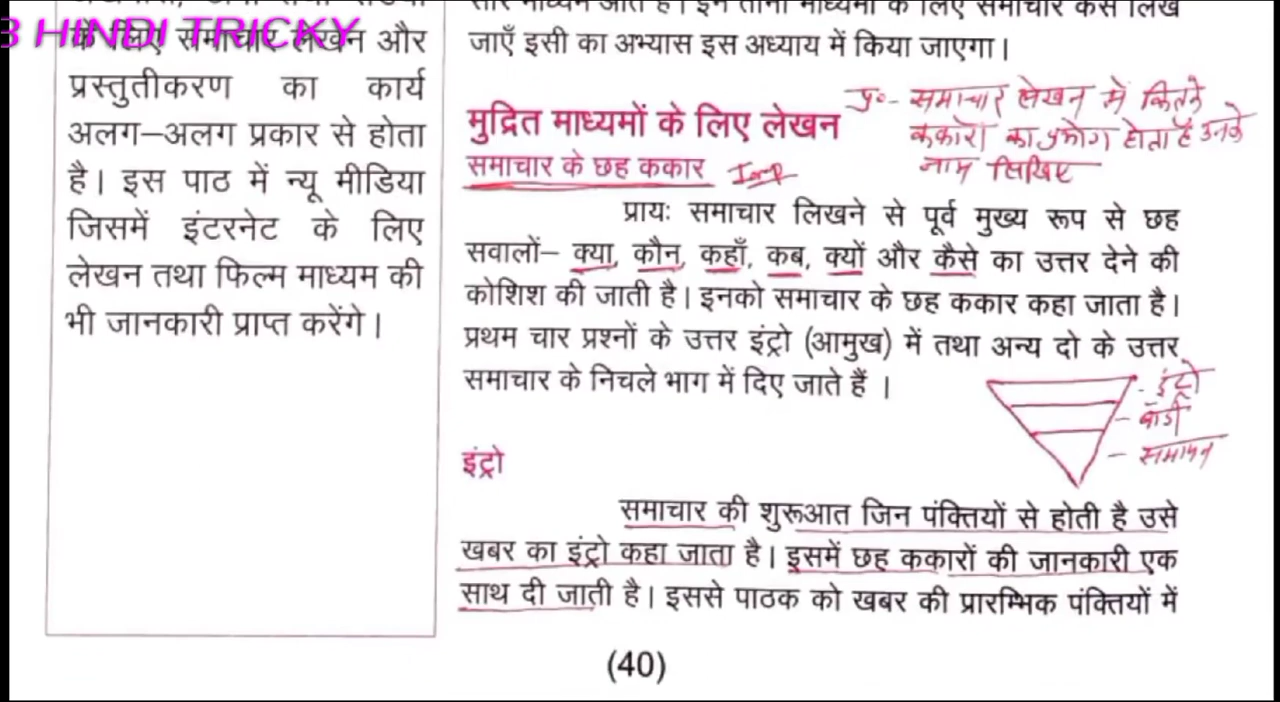 3 HINDI TRICKY
के लिए समाचार लेखन और
प्रस्तुतीकरण का कार्य
अलग–अलग प्रकार से होता
है। इस पाठ में न्यू मीडिया
जिसमें इंटरनेट के लिए
लेखन तथा फिल्म माध्यम की
भी जानकारी प्राप्त करेंगे।
जाएँ इसी का अभ्यास इस अध्याय में किया जाएगा।
मुद्रित माध्यमों के लिए लेखन
समाचार के छह ककार Imp
प्र०- समाचार लेखन में कितने
ककारों का प्रयोग होता है उनके
नाम लिखिए
प्रायः समाचार लिखने से पूर्व मुख्य रूप से छह
सवालों– क्या, कौन, कहाँ, कब, क्यों और कैसे का उत्तर देने की
कोशिश की जाती है। इनको समाचार के छह ककार कहा जाता है।
प्रथम चार प्रश्नों के उत्तर इंट्रो (आमुख) में तथा अन्य दो के उत्तर
समाचार के निचले भाग में दिए जाते हैं ।
- इंट्रो
- बॉडी
- समापन
इंट्रो
समाचार की शुरूआत जिन पंक्तियों से होती है उसे
खबर का इंट्रो कहा जाता है। इसमें छह ककारों की जानकारी एक
साथ दी जाती है। इससे पाठक को खबर की प्रारम्भिक पंक्तियों में
(40)